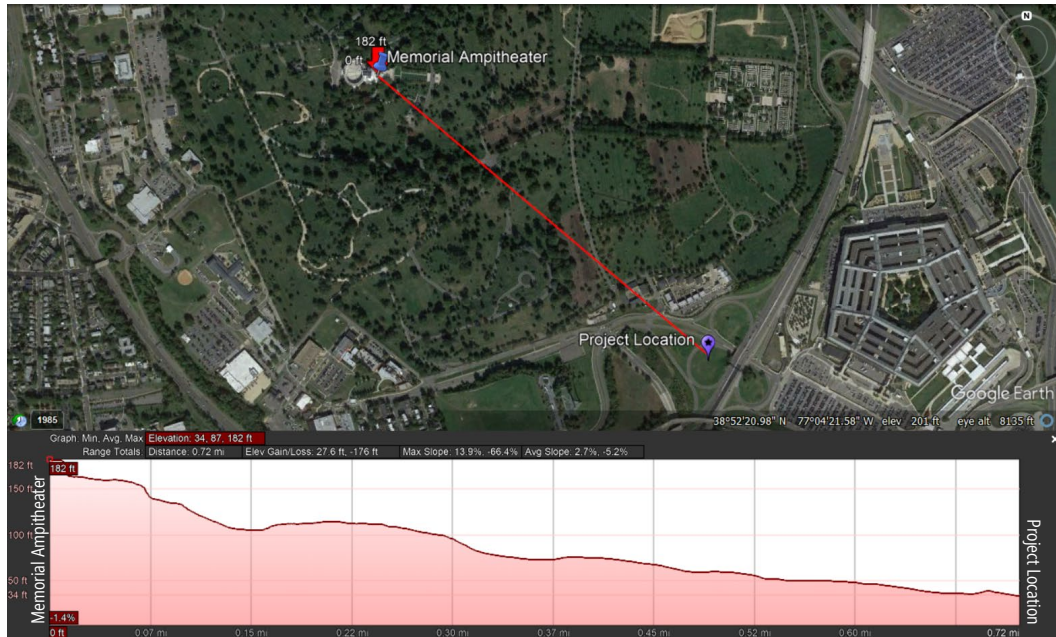 N
182 ft
0 ft
Memorial Ampitheater
Project Location
Google Earth
1985
38°52'20.98" N 77°04'21.58" W elev 201 ft eye alt 8135 ft
Graph: Min, Avg, Max Elevation: 34, 87, 182 ft
Range Totals: Distance: 0.72 mi Elev Gain/Loss: 27.6 ft, -176 ft Max Slope: 13.9%, -66.4% Avg Slope: 2.7%, -5.2%
182 ft
182 ft
150 ft
100 ft
50 ft
34 ft
-1.4%
Memorial Ampitheater
Project Location
0 ft 0.07 mi 0.15 mi 0.22 mi 0.30 mi 0.37 mi 0.45 mi 0.52 mi 0.60 mi 0.72 mi